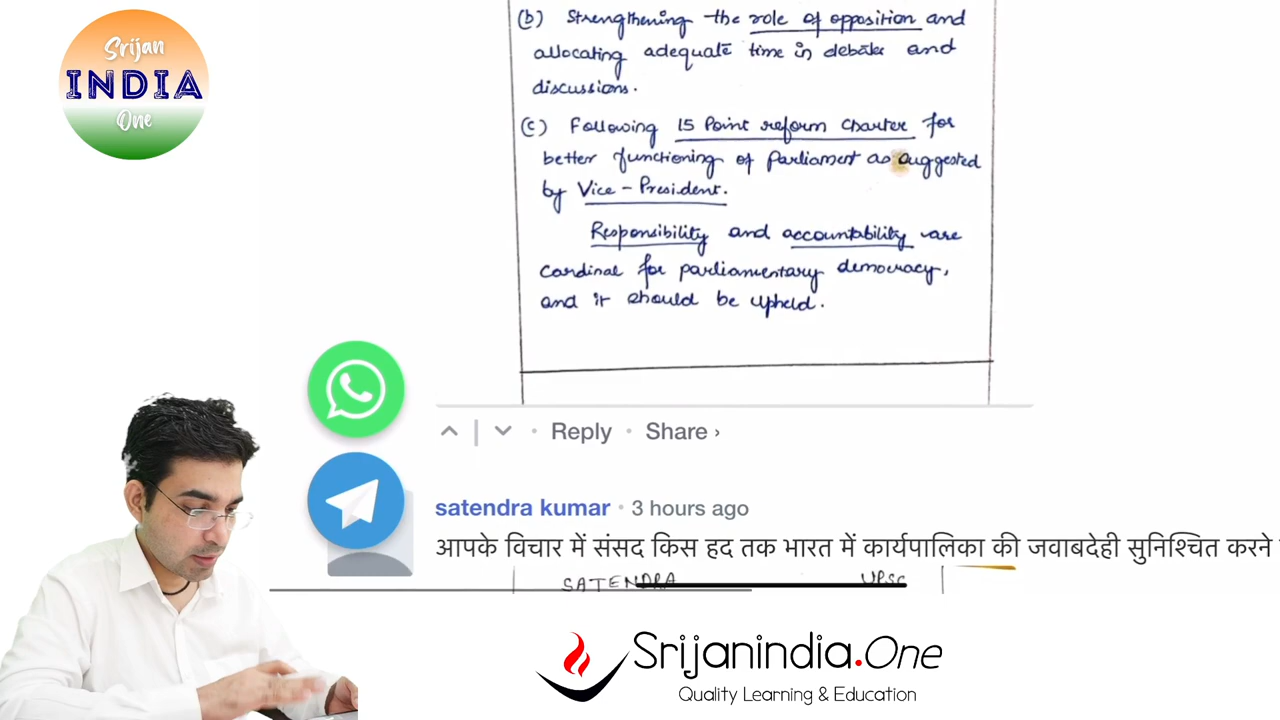 Srijan
INDIA
One
(b) Strengthening the role of opposition and
allocating adequate time in debate and
discussions.
(c) Following 15 Point reform charter for
better functioning of Parliament as suggested
by Vice-President.
Responsibility and accountability are
cardinal for parliamentary democracy,
and it should be upheld.
Reply • Share ›
satendra kumar • 3 hours ago
आपके विचार में संसद किस हद तक भारत में कार्यपालिका की जवाबदेही सुनिश्चित करने
SATENDRA UPSC
Srijanindia.One
Quality Learning & Education